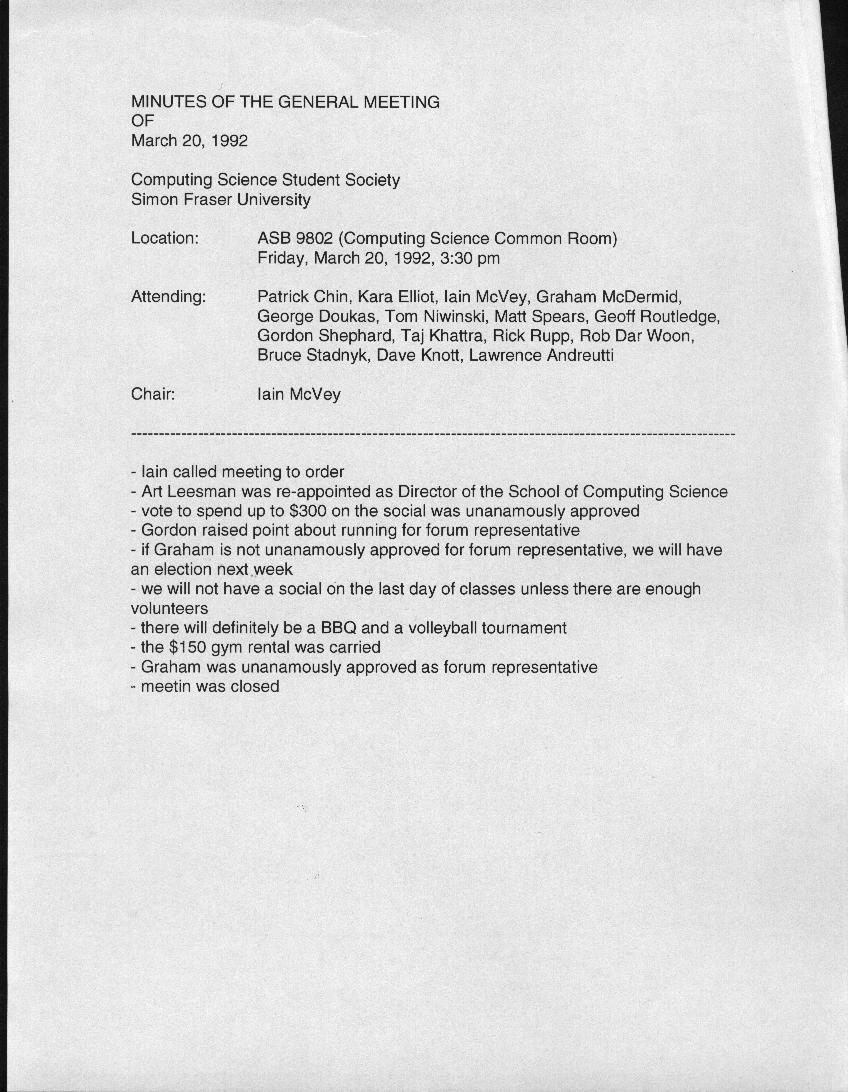 MINUTES OF THE GENERAL MEETING
OF
March 20, 1992
Computing Science Student Society
Simon Fraser University
Location: ASB 9802 (Computing Science Common Room)
Friday, March 20, 1992, 3:30 pm
Attending: Patrick Chin, Kara Elliot, Iain McVey, Graham McDermid,
George Doukas, Tom Niwinski, Matt Spears, Geoff Routledge,
Gordon Shephard, Taj Khattra, Rick Rupp, Rob Dar Woon,
Bruce Stadnyk, Dave Knott, Lawrence Andreutti
Chair: Iain McVey
- Iain called meeting to order
- Art Leesman was re-appointed as Director of the School of Computing Science
- vote to spend up to $300 on the social was unanamously approved
- Gordon raised point about running for forum representative
- if Graham is not unanamously approved for forum representative, we will have
an election next week
- we will not have a social on the last day of classes unless there are enough
volunteers
- there will definitely be a BBQ and a volleyball tournament
- the $150 gym rental was carried
- Graham was unanamously approved as forum representative
- meetin was closed